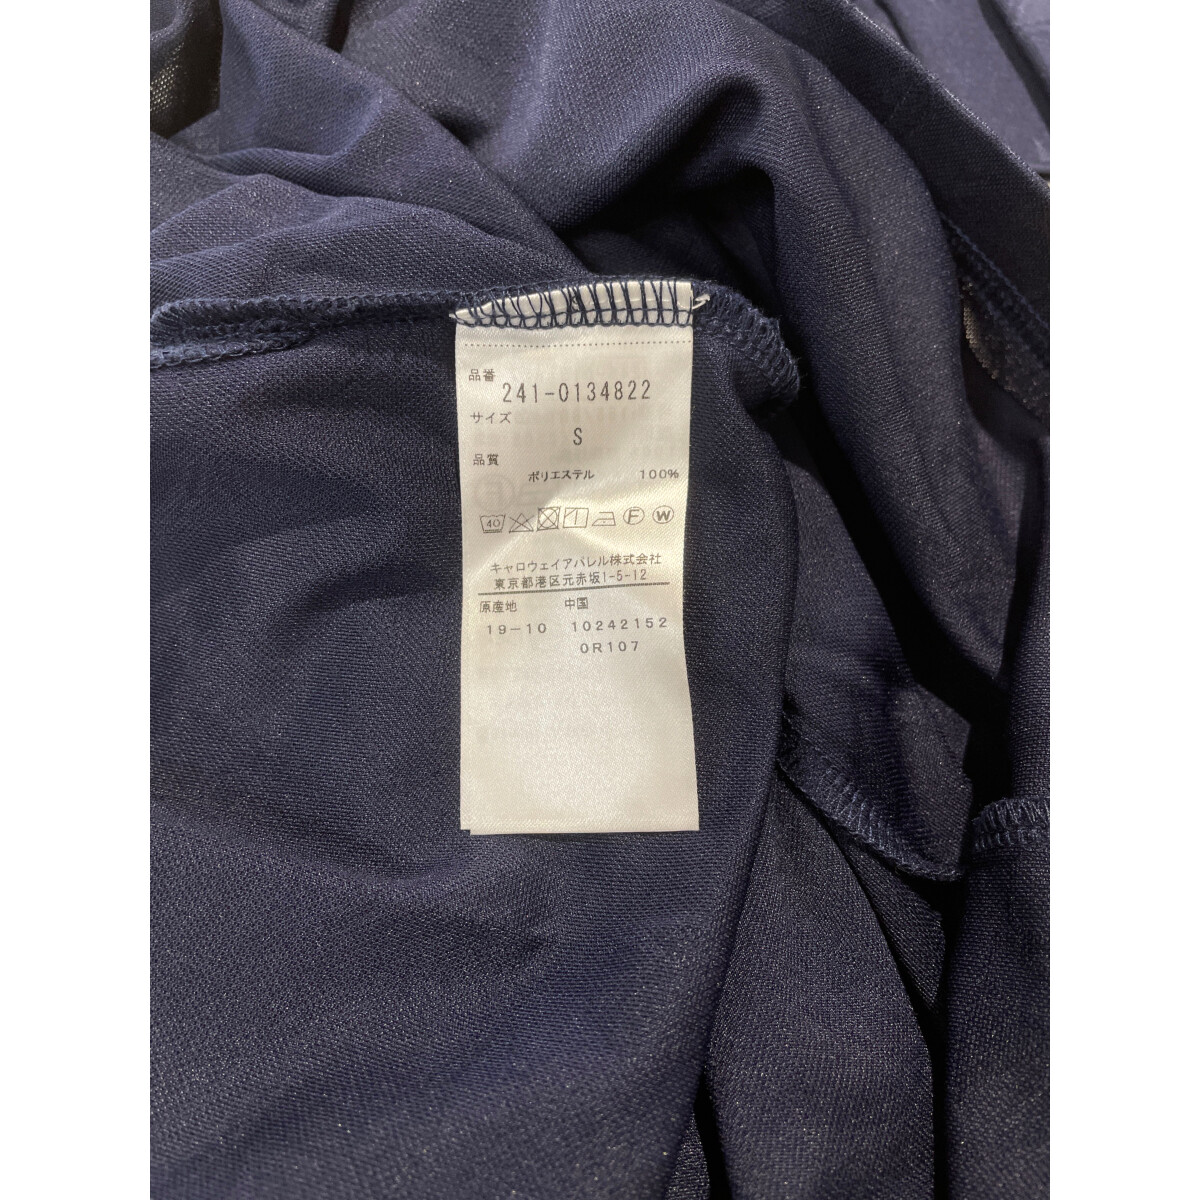 品番
241-0134822
サイズ
S
品質
ポリエステル 100%
40 F W
キャロウェイアパレル株式会社
東京都港区元赤坂1-5-12
原産地 中国
19-10 10242152
0R107